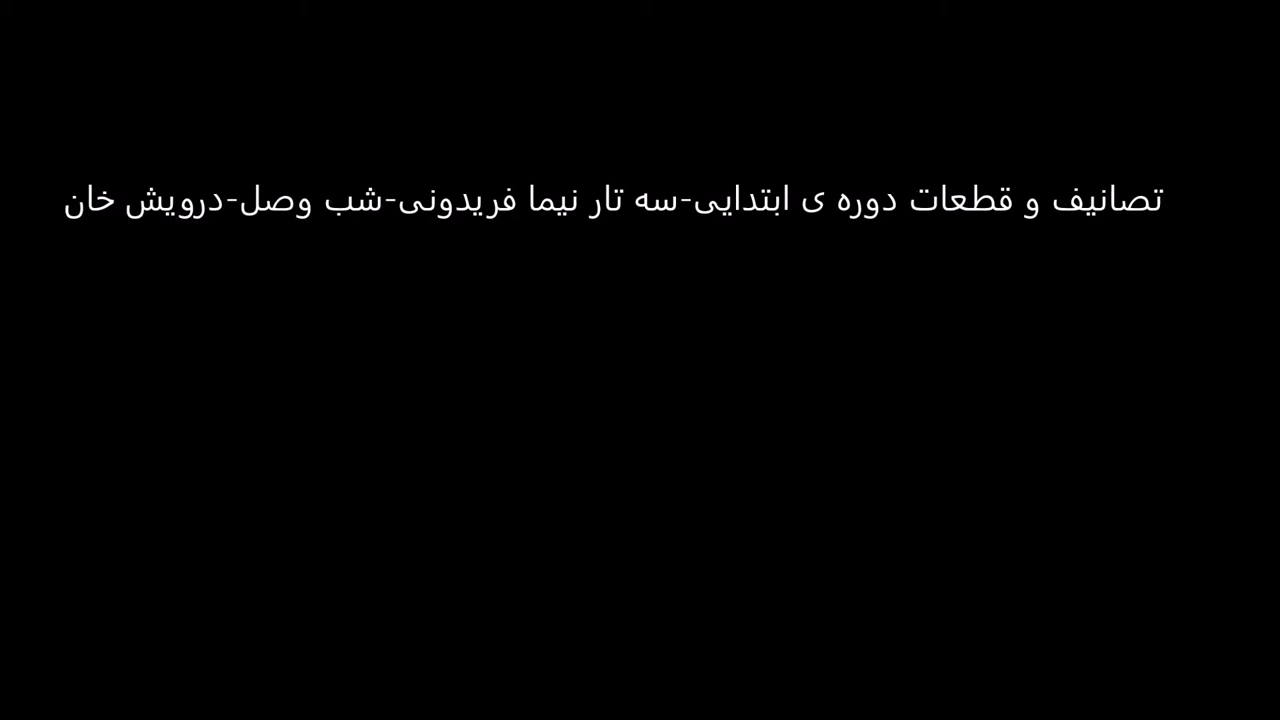 تصانیف و قطعات دوره ی ابتدایی-سه تار نیما فریدونی-شب وصل-درویش خان